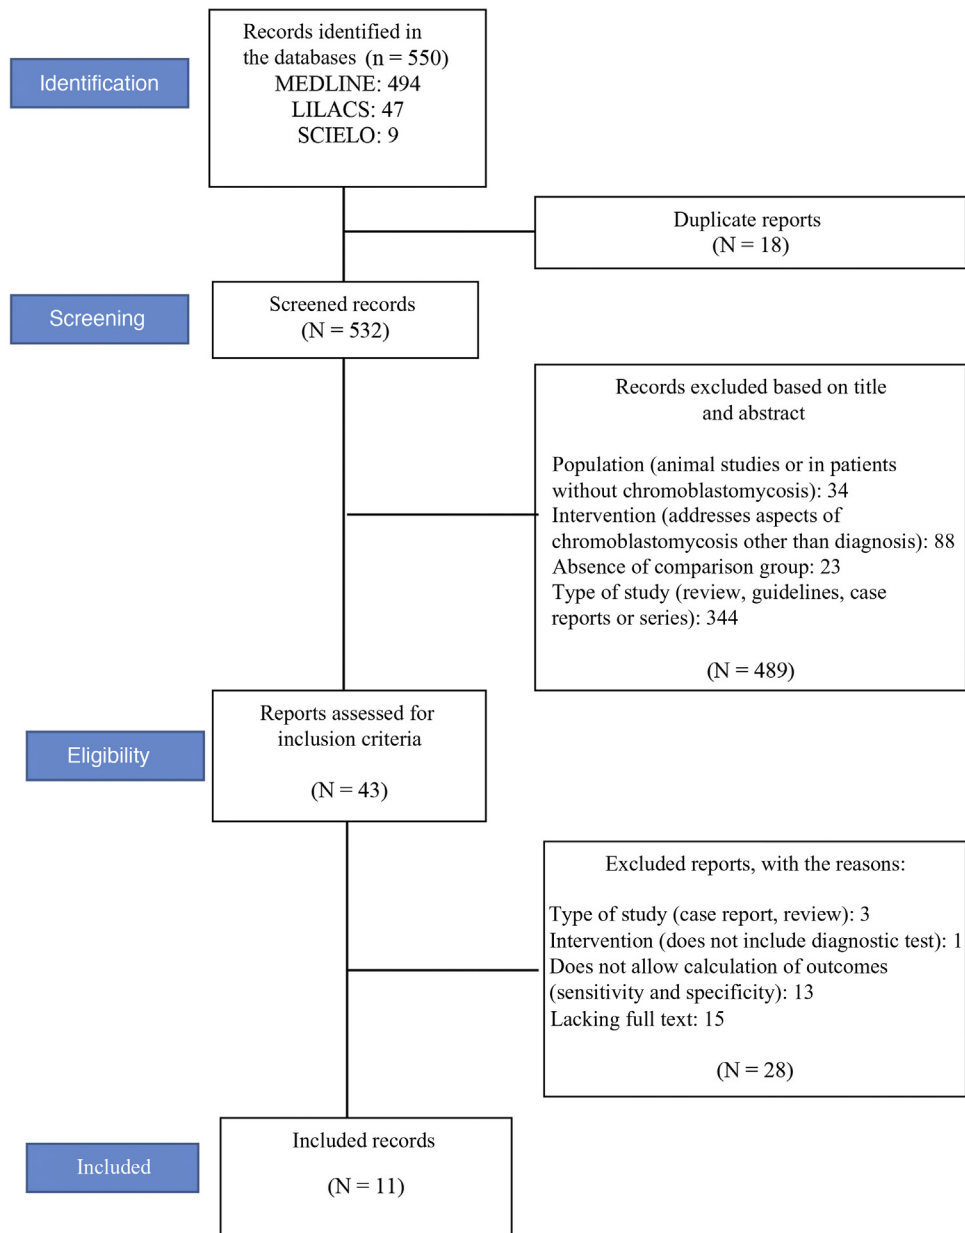 Identification
Records identified in
the databases (n = 550)
MEDLINE: 494
LILACS: 47
SCIELO: 9
Duplicate reports
(N = 18)
Screening
Screened records
(N = 532)
Records excluded based on title
and abstract
Population (animal studies or in patients
without chromoblastomycosis): 34
Intervention (addresses aspects of
chromoblastomycosis other than diagnosis): 88
Absence of comparison group: 23
Type of study (review, guidelines, case
reports or series): 344
(N = 489)
Eligibility
Reports assessed for
inclusion criteria
(N = 43)
Excluded reports, with the reasons:
Type of study (case report, review): 3
Intervention (does not include diagnostic test): 1
Does not allow calculation of outcomes
(sensitivity and specificity): 13
Lacking full text: 15
(N = 28)
Included
Included records
(N = 11)